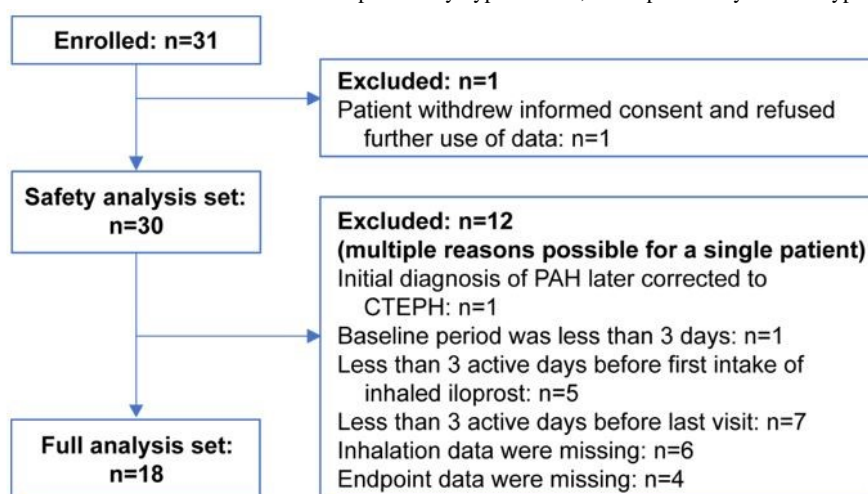 Enrolled: n=31
Excluded: n=1
Patient withdrew informed consent and refused
further use of data: n=1
Safety analysis set:
n=30
Excluded: n=12
(multiple reasons possible for a single patient)
Initial diagnosis of PAH later corrected to
CTEPH: n=1
Baseline period was less than 3 days: n=1
Less than 3 active days before first intake of
inhaled iloprost: n=5
Less than 3 active days before last visit: n=7
Inhalation data were missing: n=6
Endpoint data were missing: n=4
Full analysis set:
n=18